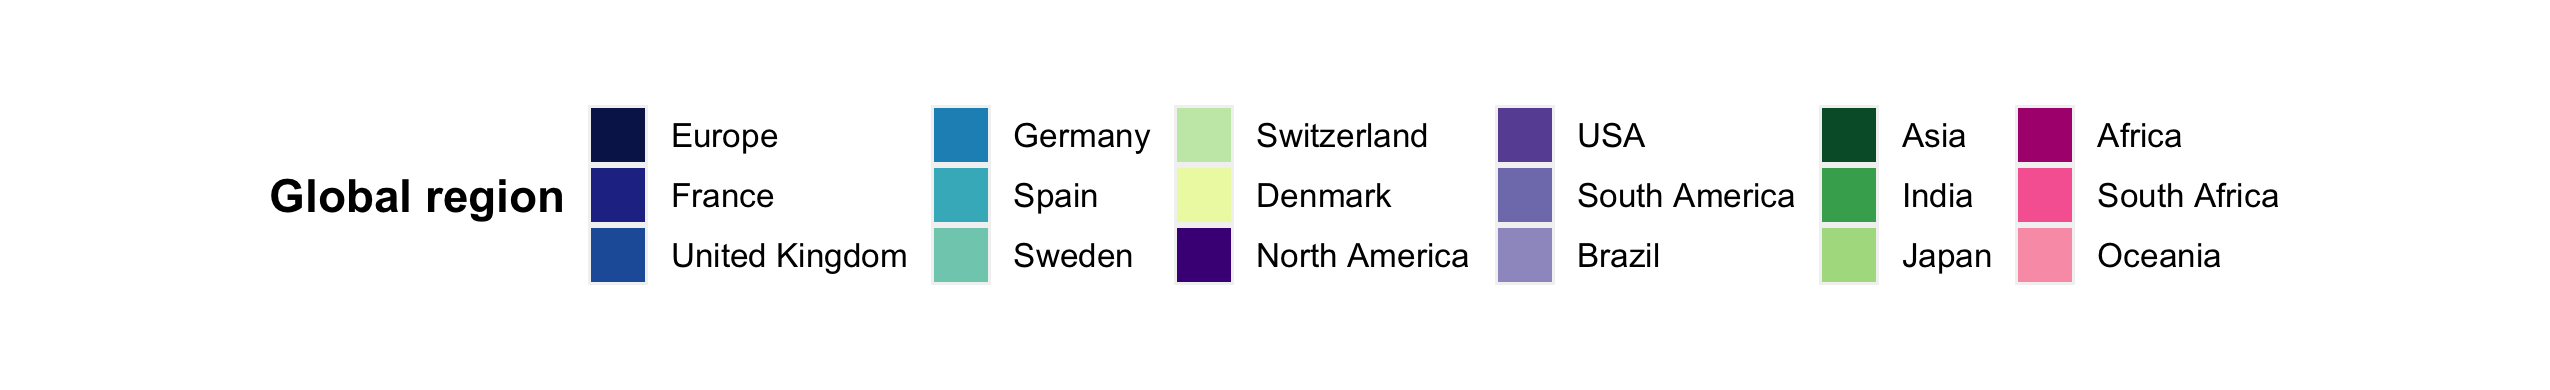 Global region
Europe
France
United Kingdom
Germany
Spain
Sweden
Switzerland
Denmark
North America
USA
South America
Brazil
Asia
India
Japan
Africa
South Africa
Oceania